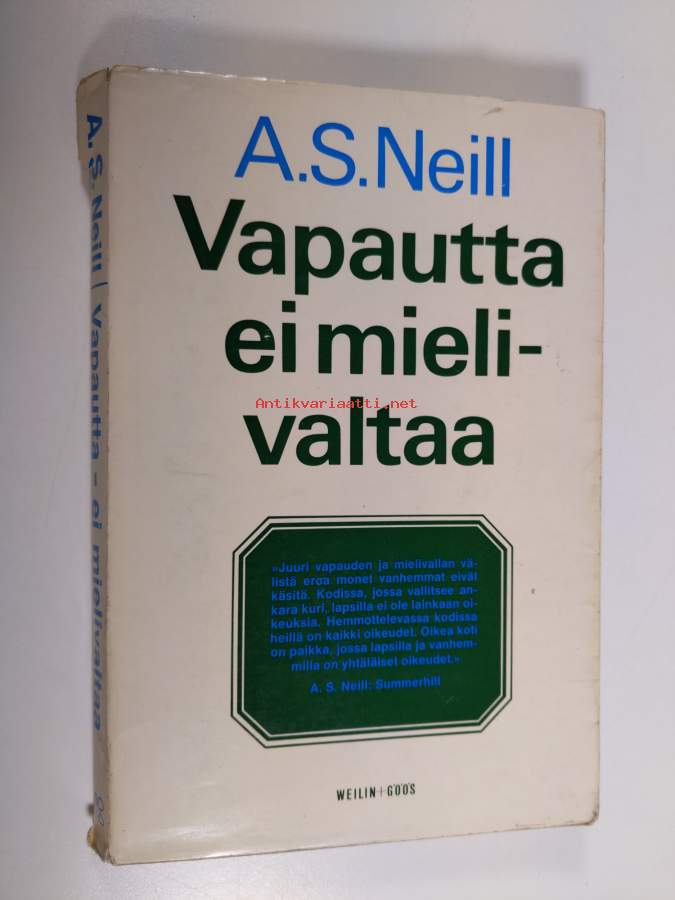 A.S.Neill
Vapautta
ei mieli-
valtaa
Antikvariaatti.net
»Juuri vapauden ja mielivallan vä-
listä eroa monet vanhemmat eivät
käsitä. Kodissa, jossa vallitsee an-
kara kuri, lapsilla ei ole lainkaan oi-
keuksia. Hemmottelevassa kodissa
heillä on kaikki oikeudet. Oikea koti
on paikka, jossa lapsilla ja vanhem-
milla on yhtäläiset oikeudet.»
A. S. Neill: Summerhill
WEILIN+GÖÖS
A. S. Neill / Vapautta – ei mielivaltaa